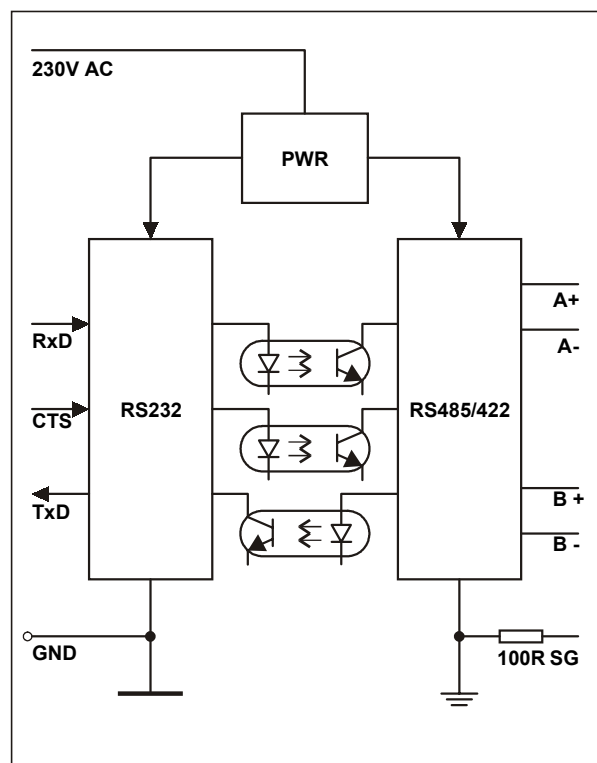 230V AC
PWR
A+
RxD
A-
CTS
RS232
RS485/422
TxD
B +
B -
GND
100R SG